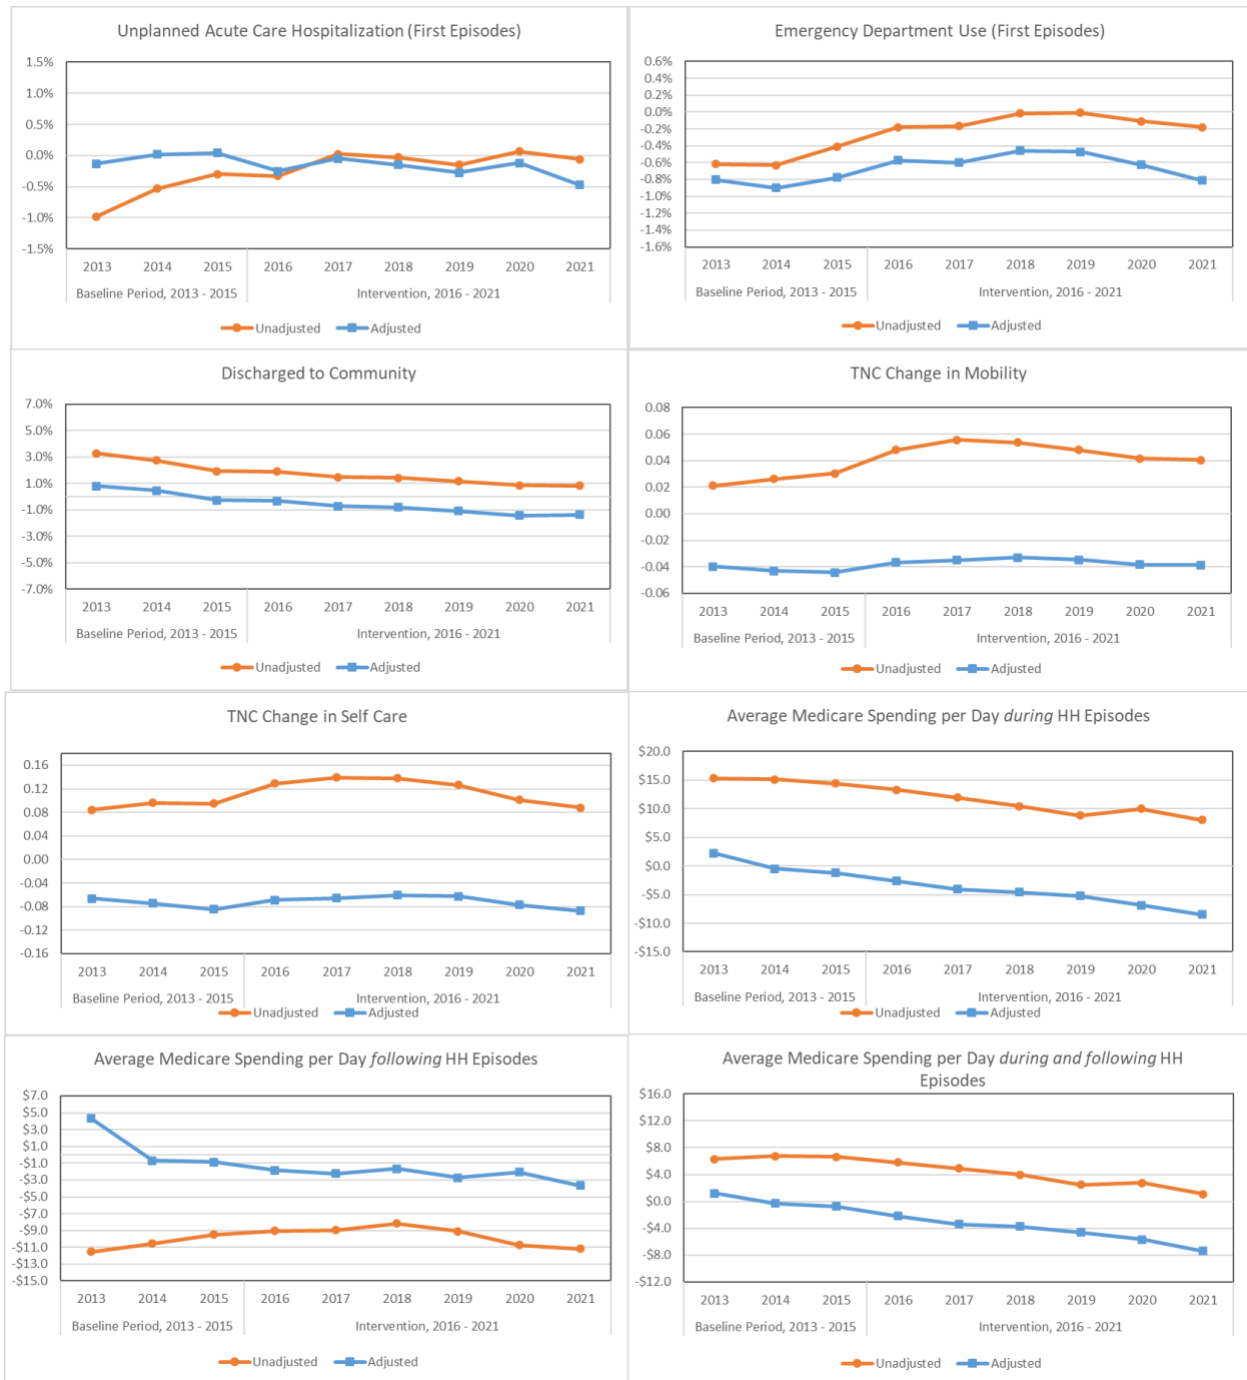 Unplanned Acute Care Hospitalization (First Episodes)
1.5%
1.0%
0.5%
0.0%
-0.5%
-1.0%
-1.5%
2013 2014 2015 2016 2017 2018 2019 2020 2021
Baseline Period, 2013 - 2015 Intervention, 2016 - 2021
Unadjusted Adjusted
Emergency Department Use (First Episodes)
0.6%
0.4%
0.2%
0.0%
-0.2%
-0.4%
-0.6%
-0.8%
-1.0%
-1.2%
-1.4%
-1.6%
2013 2014 2015 2016 2017 2018 2019 2020 2021
Baseline Period, 2013 - 2015 Intervention, 2016 - 2021
Unadjusted Adjusted
Discharged to Community
7.0%
5.0%
3.0%
1.0%
-1.0%
-3.0%
-5.0%
-7.0%
2013 2014 2015 2016 2017 2018 2019 2020 2021
Baseline Period, 2013 - 2015 Intervention, 2016 - 2021
Unadjusted Adjusted
TNC Change in Mobility
0.08
0.06
0.04
0.02
0.00
-0.02
-0.04
-0.06
2013 2014 2015 2016 2017 2018 2019 2020 2021
Baseline Period, 2013 - 2015 Intervention, 2016 - 2021
Unadjusted Adjusted
TNC Change in Self Care
0.16
0.12
0.08
0.04
0.00
-0.04
-0.08
-0.12
-0.16
2013 2014 2015 2016 2017 2018 2019 2020 2021
Baseline Period, 2013 - 2015 Intervention, 2016 - 2021
Unadjusted Adjusted
Average Medicare Spending per Day during HH Episodes
$20.0
$15.0
$10.0
$5.0
$0.0
-$5.0
-$10.0
-$15.0
2013 2014 2015 2016 2017 2018 2019 2020 2021
Baseline Period, 2013 - 2015 Intervention, 2016 - 2021
Unadjusted Adjusted
Average Medicare Spending per Day following HH Episodes
$7.0
$5.0
$3.0
$1.0
-$1.0
-$3.0
-$5.0
-$7.0
-$9.0
-$11.0
-$13.0
-$15.0
2013 2014 2015 2016 2017 2018 2019 2020 2021
Baseline Period, 2013 - 2015 Intervention, 2016 - 2021
Unadjusted Adjusted
Average Medicare Spending per Day during and following HH
Episodes
$16.0
$12.0
$8.0
$4.0
$0.0
-$4.0
-$8.0
-$12.0
2013 2014 2015 2016 2017 2018 2019 2020 2021
Baseline Period, 2013 - 2015 Intervention, 2016 - 2021
Unadjusted Adjusted